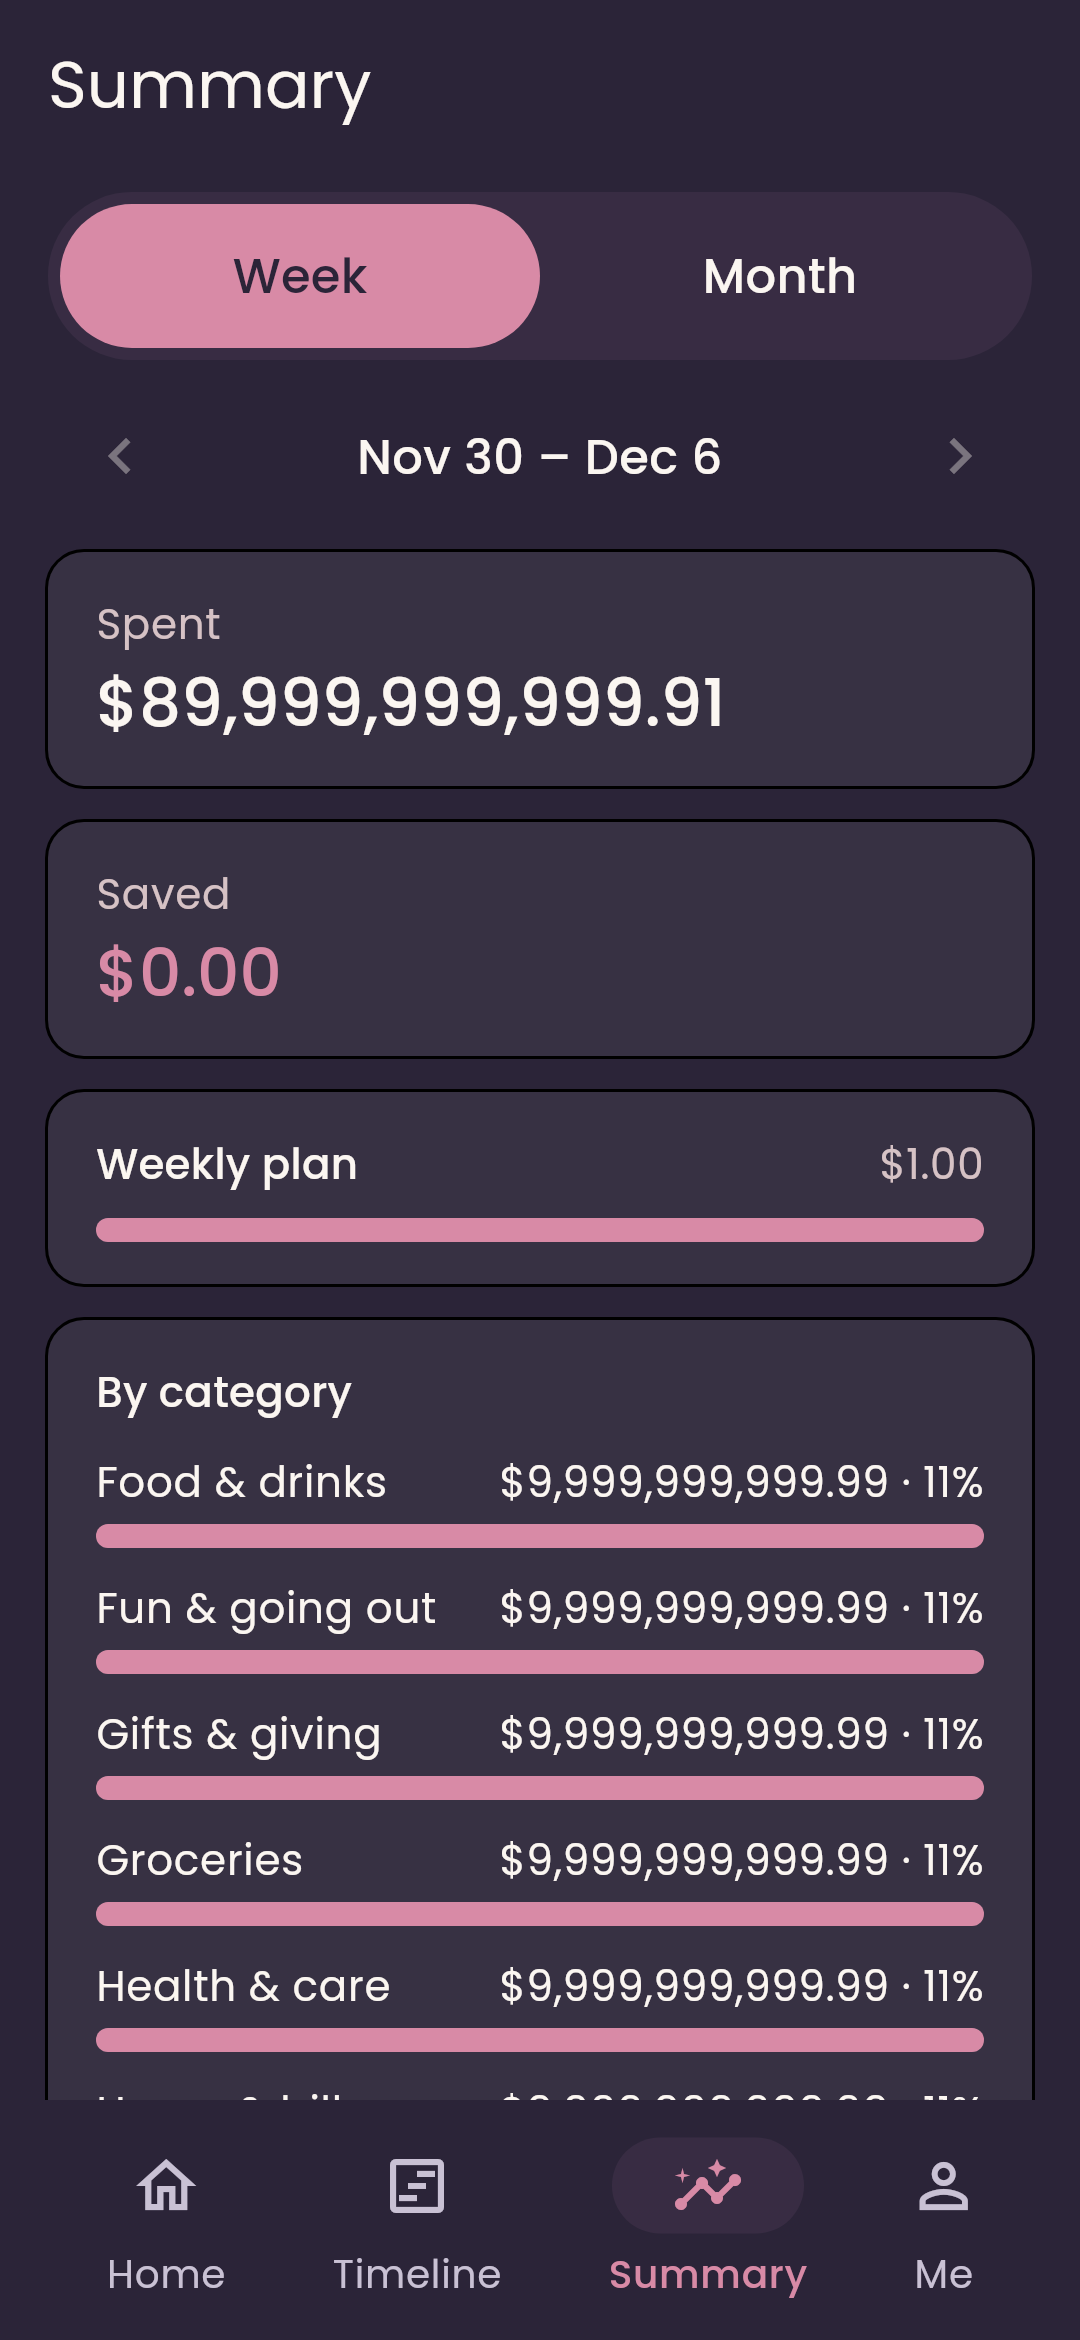 Summary
Week
Month
Nov 30 – Dec 6
Spent
$89,999,999,999.91
Saved
$0.00
Weekly plan $1.00
By category
Food & drinks $9,999,999,999.99 · 11%
Fun & going out $9,999,999,999.99 · 11%
Gifts & giving $9,999,999,999.99 · 11%
Groceries $9,999,999,999.99 · 11%
Health & care $9,999,999,999.99 · 11%
Home Timeline Summary Me